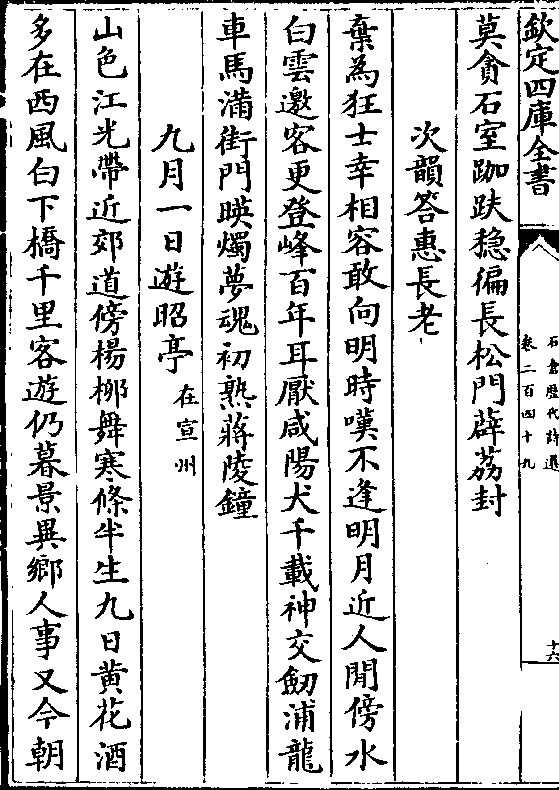 欽定四庫全書
石倉歷代詩選
卷二百四十九
十六
莫貪石室跏趺穩徧長松門薜荔封
次韻答惠長老
棄為狂士幸相容敢向明時嘆不逢明月近人閒傍水
白雲邀客更登峰百年耳厭咸陽犬千載神交劒浦龍
車馬滿街門暎燭夢魂初熟蔣陵鐘
九月一日遊昭亭在宣州
山色江光帶近郊道傍楊柳舞寒條半生九日黃花酒
多在西風白下橋千里客遊仍暮景異鄉人事又今朝